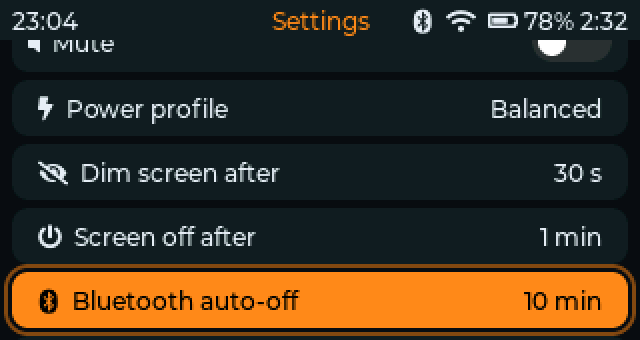 23:04 Settings 78% 2:32
Mute
Power profile Balanced
Dim screen after 30 s
Screen off after 1 min
Bluetooth auto-off 10 min